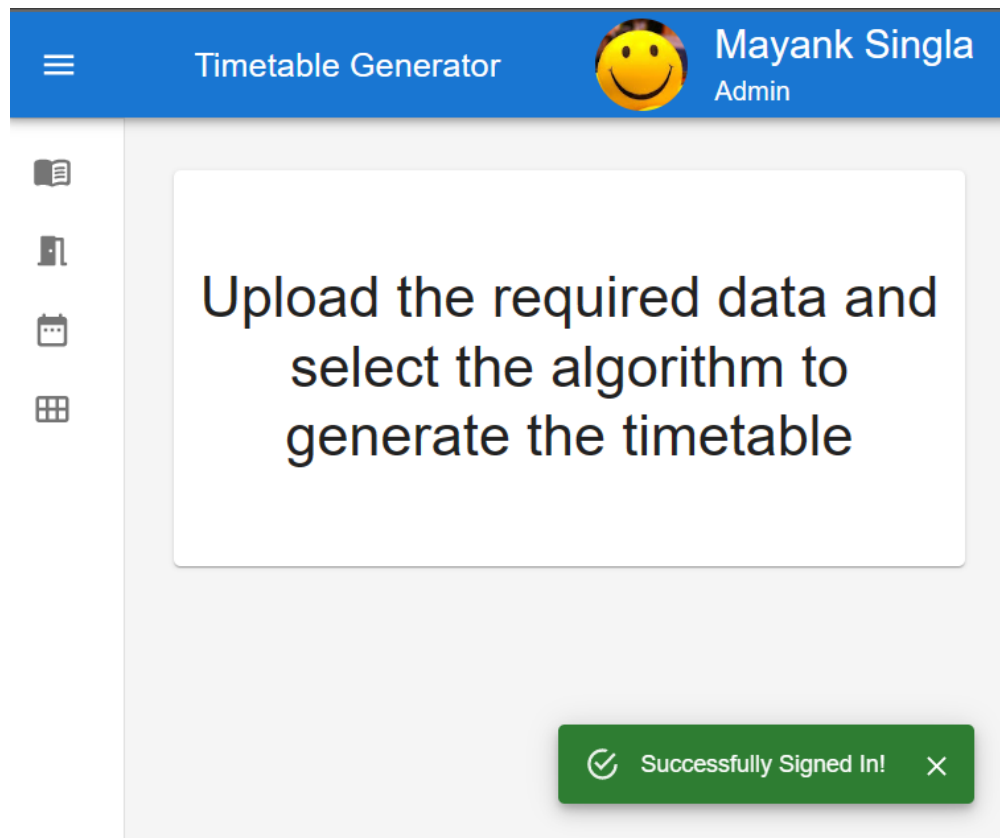 Timetable Generator
Mayank Singla
Admin
Upload the required data and
select the algorithm to
generate the timetable
Successfully Signed In!